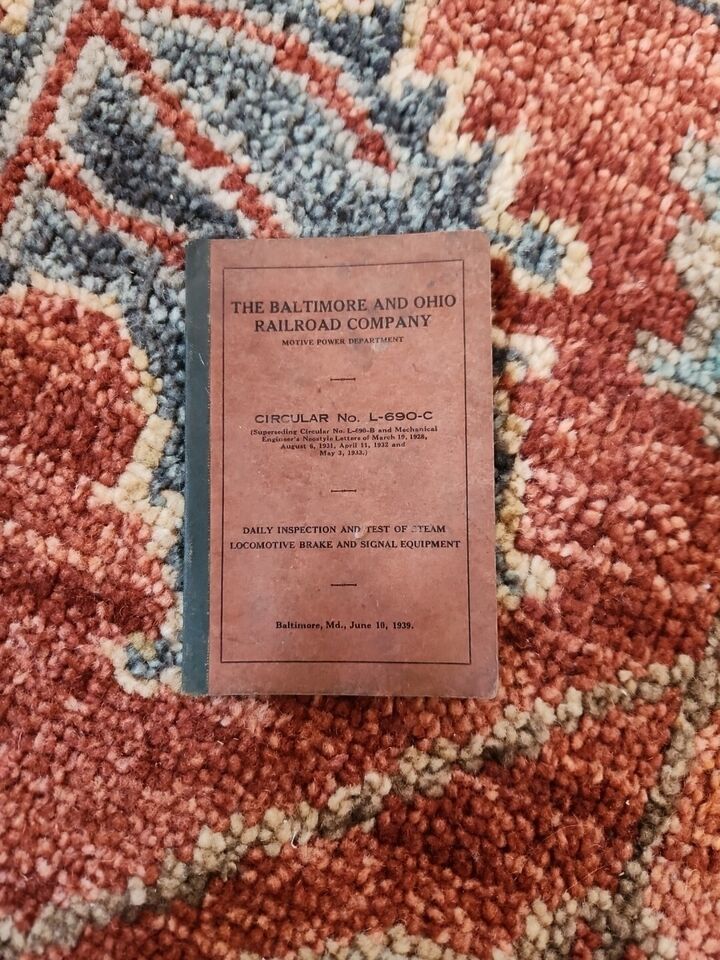 THE BALTIMORE AND OHIO
RAILROAD COMPANY
MOTIVE POWER DEPARTMENT
CIRCULAR No. L-690-C
(Superseding Circular No. L-690-B and Mechanical
Engineer's Neostyle Letters of March 19, 1928,
August 6, 1931, April 11, 1932 and
May 3, 1933.)
DAILY INSPECTION AND TEST OF STEAM
LOCOMOTIVE BRAKE AND SIGNAL EQUIPMENT
Baltimore, Md., June 10, 1939.